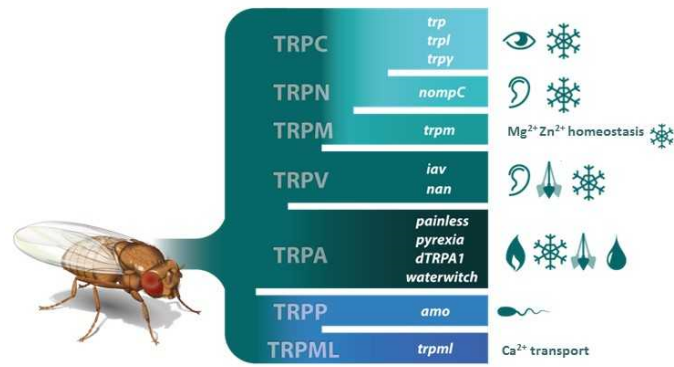 TRPC
trp
trpl
trpγ
TRPN
nompC
TRPM
trpm
Mg²⁺ Zn²⁺ homeostasis
TRPV
iav
nan
TRPA
painless
pyrexia
dTRPA1
waterwitch
TRPP
amo
TRPML
trpml
Ca²⁺ transport